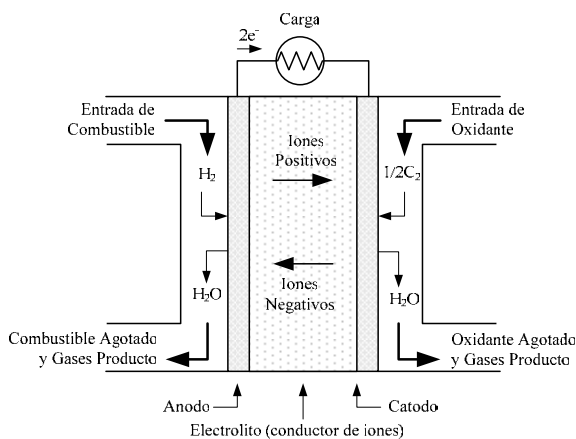 Carga
2e-
Entrada de
Combustible
Entrada de
Oxidante
Iones
Positivos
H2
1/2C2
Iones
Negativos
H2O
H2O
Combustible Agotado
y Gases Producto
Oxidante Agotado
y Gases Producto
Anodo
Catodo
Electrolito (conductor de iones)